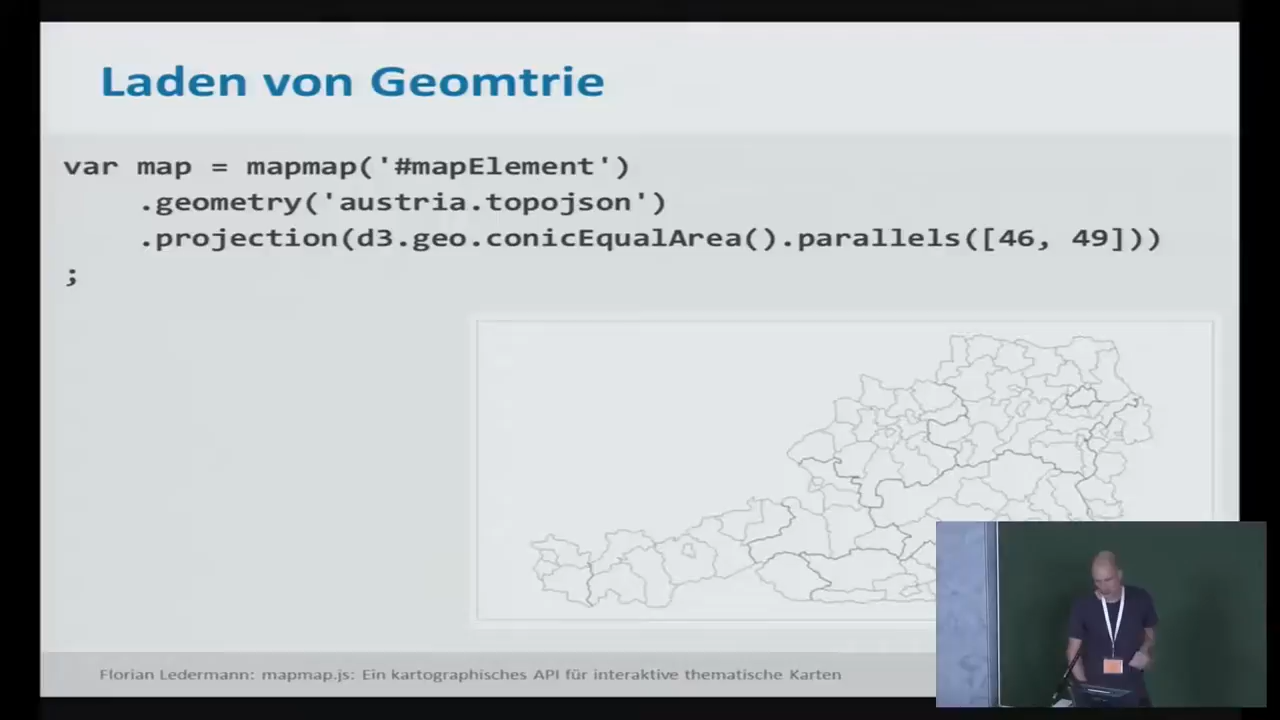 Laden von Geomtrie
var map = mapmap('#mapElement')
.geometry('austria.topojson')
.projection(d3.geo.conicEqualArea().parallels([46, 49]))
;
Florian Ledermann: mapmap.js: Ein kartographisches API für interaktive thematische Karten